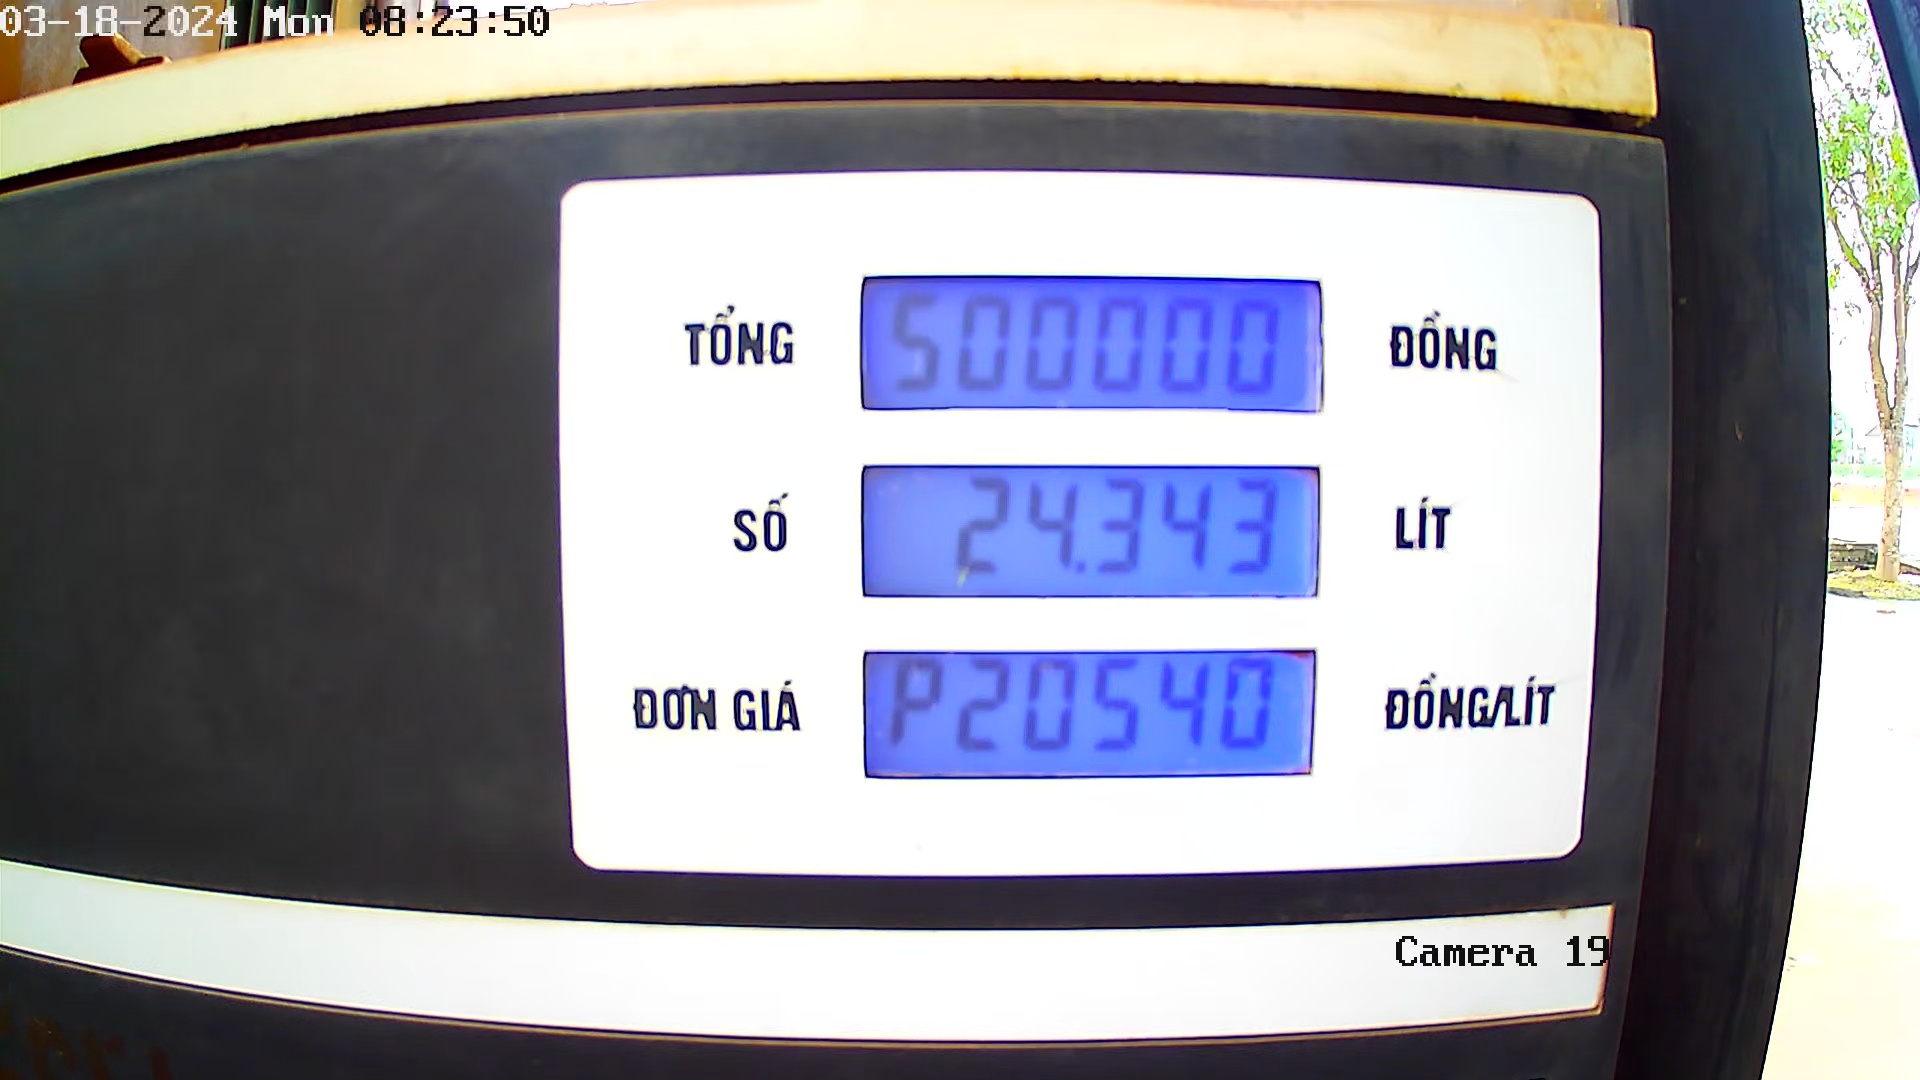 03-18-2024 Mon 08:23:50
TỔNG 500000 ĐỒNG
SỐ 24.343 LÍT
ĐƠN GIÁ P20540 ĐỒNG/LÍT
Camera 19